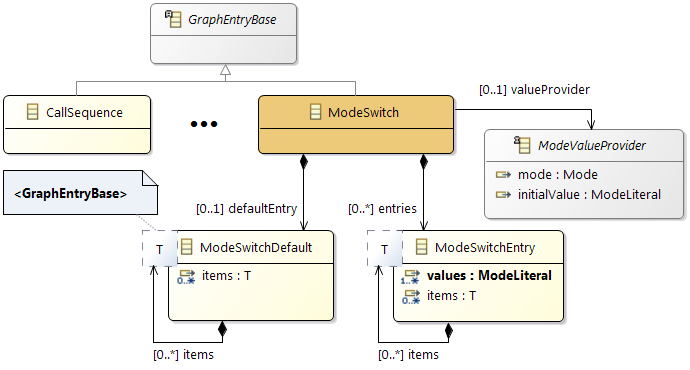 GraphEntryBase
[0..1] valueProvider
CallSequence
•••
ModeSwitch
ModeValueProvider
mode : Mode
initialValue : ModeLiteral
<GraphEntryBase>
[0..1] defaultEntry
[0..*] entries
T
ModeSwitchDefault
0..*
items : T
T
ModeSwitchEntry
1..*
values : ModeLiteral
0..*
items : T
[0..*] items
[0..*] items